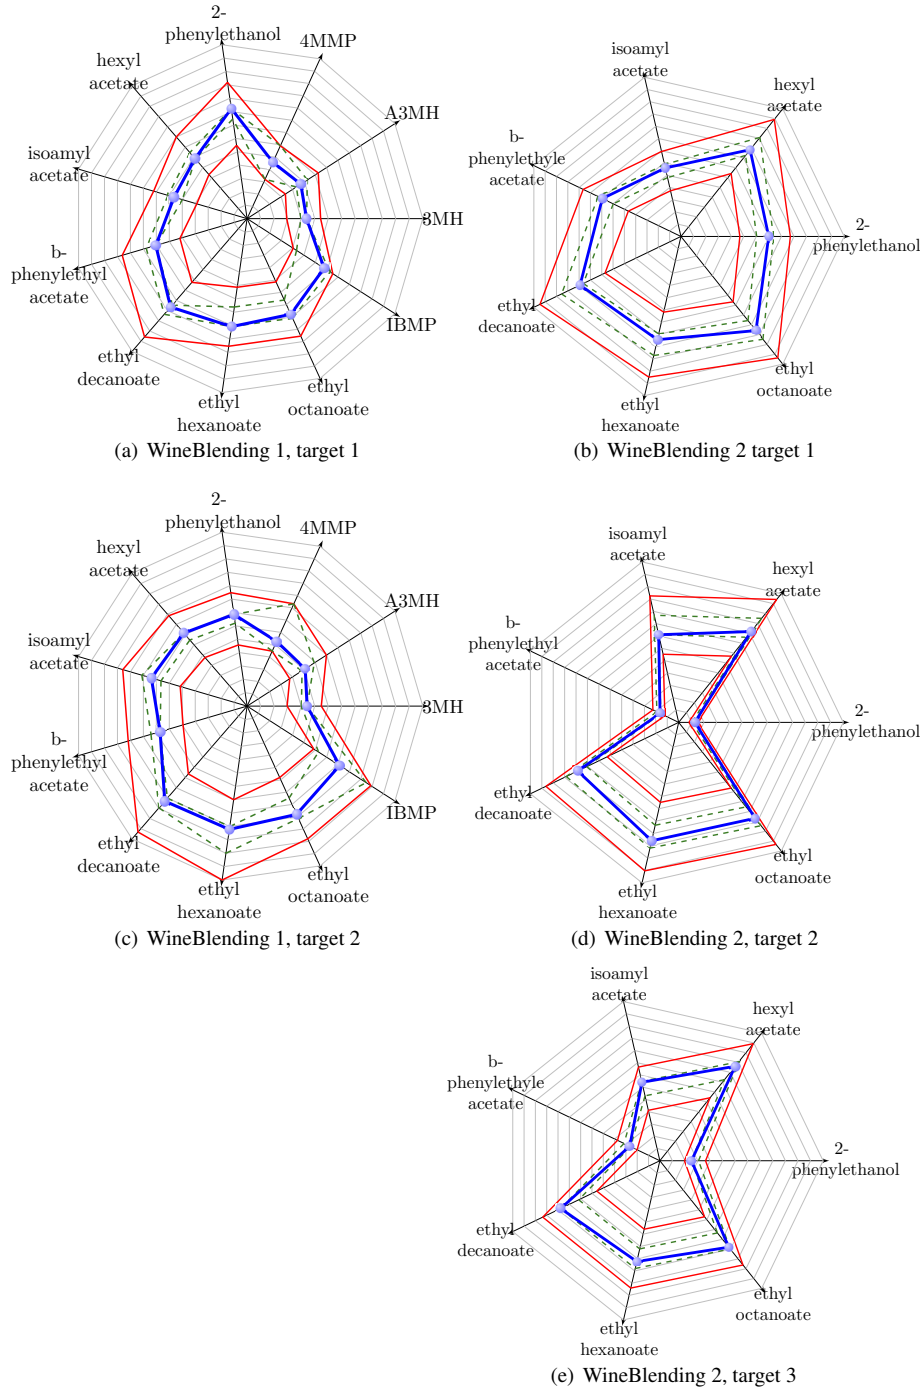 2-
phenylethanol
4MMP
hexyl
acetate
A3MH
isoamyl
acetate
3MH
b-
phenylethyl
acetate
IBMP
ethyl
decanoate
ethyl
hexanoate
ethyl
octanoate
(a) WineBlending 1, target 1
isoamyl
acetate
hexyl
acetate
b-
phenylethyle
acetate
2-
phenylethanol
ethyl
decanoate
ethyl
octanoate
ethyl
hexanoate
(b) WineBlending 2 target 1
2-
phenylethanol
4MMP
hexyl
acetate
A3MH
isoamyl
acetate
3MH
b-
phenylethyl
acetate
IBMP
ethyl
decanoate
ethyl
hexanoate
ethyl
octanoate
(c) WineBlending 1, target 2
isoamyl
acetate
hexyl
acetate
b-
phenylethyl
acetate
2-
phenylethanol
ethyl
decanoate
ethyl
octanoate
ethyl
hexanoate
(d) WineBlending 2, target 2
isoamyl
acetate
hexyl
acetate
b-
phenylethyle
acetate
2-
phenylethanol
ethyl
decanoate
ethyl
octanoate
ethyl
hexanoate
(e) WineBlending 2, target 3